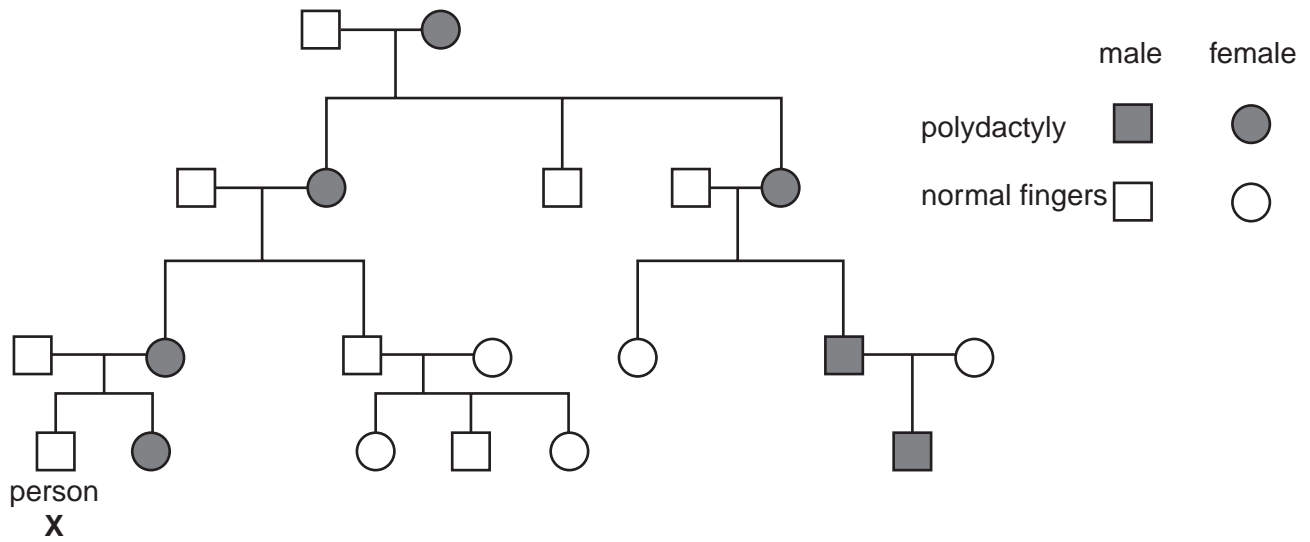 male female
polydactyly
normal fingers
person
X